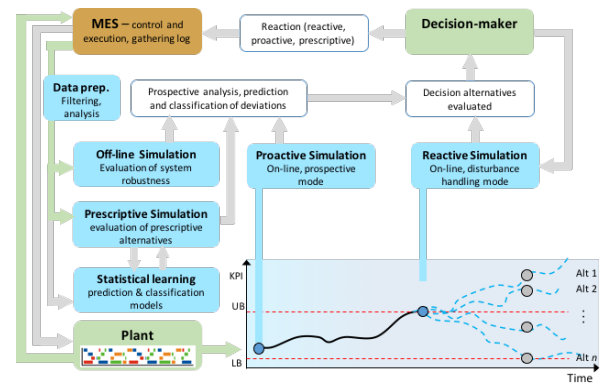 MES – control and
execution, gathering log
Reaction (reactive,
proactive, prescriptive)
Decision-maker
Data prep.
Filtering,
analysis
Prospective analysis, prediction
and classification of deviations
Decision alternatives
evaluated
Off-line Simulation
Evaluation of system
robustness
Proactive Simulation
On-line, prospective
mode
Reactive Simulation
On-line, disturbance
handling mode
Prescriptive Simulation
evaluation of prescriptive
alternatives
Statistical learning
prediction & classification
models
Plant
KPI
UB
LB
Alt 1
Alt 2
⋮
Alt n
Time